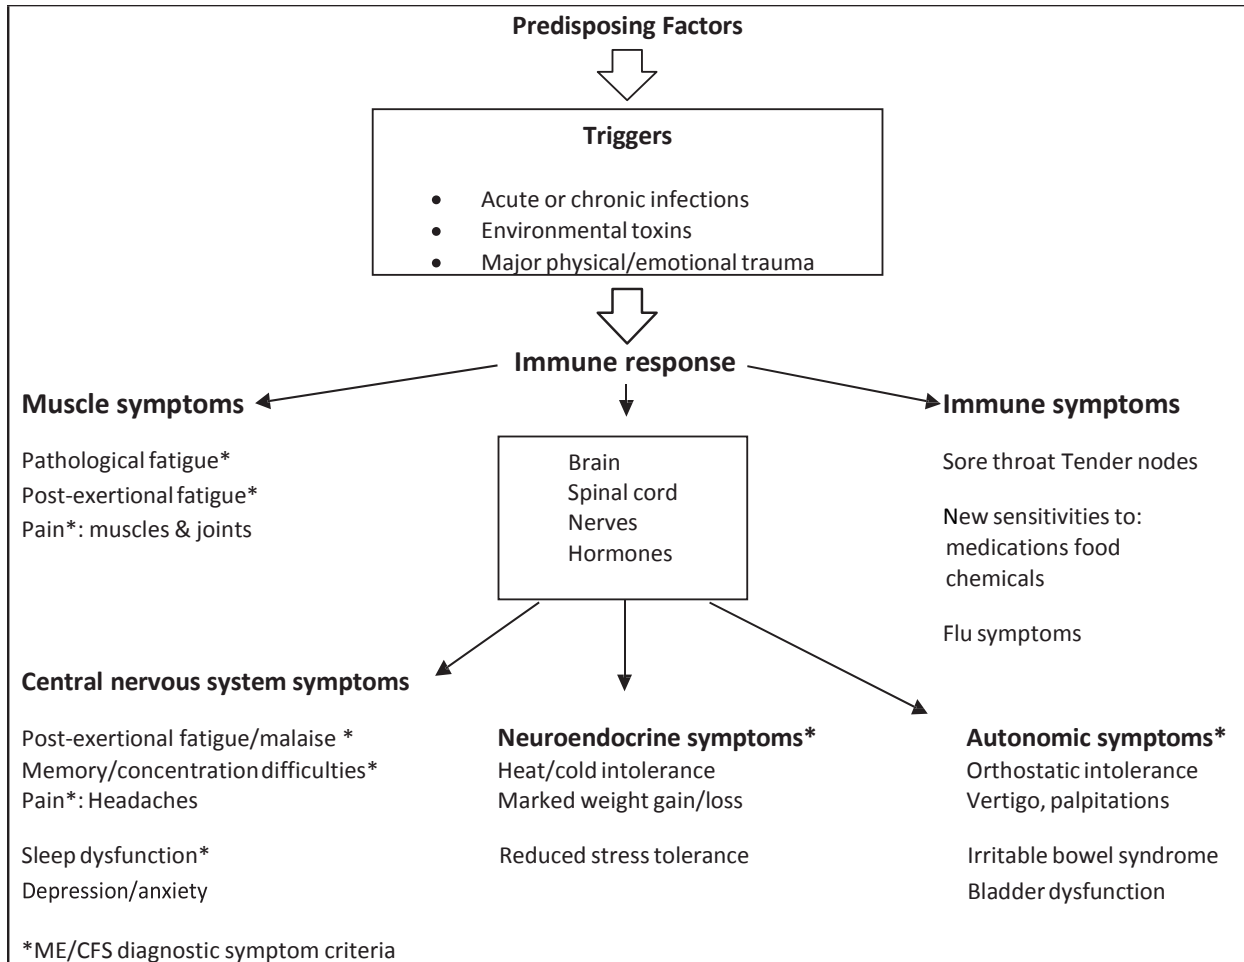 Predisposing Factors
Triggers
• Acute or chronic infections
• Environmental toxins
• Major physical/emotional trauma
Immune response
Muscle symptoms
Pathological fatigue*
Post-exertional fatigue*
Pain*: muscles & joints
Brain
Spinal cord
Nerves
Hormones
Immune symptoms
Sore throat Tender nodes
New sensitivities to:
medications food
chemicals
Flu symptoms
Central nervous system symptoms
Post-exertional fatigue/malaise *
Memory/concentration difficulties*
Pain*: Headaches
Sleep dysfunction*
Depression/anxiety
Neuroendocrine symptoms*
Heat/cold intolerance
Marked weight gain/loss
Reduced stress tolerance
Autonomic symptoms*
Orthostatic intolerance
Vertigo, palpitations
Irritable bowel syndrome
Bladder dysfunction
*ME/CFS diagnostic symptom criteria